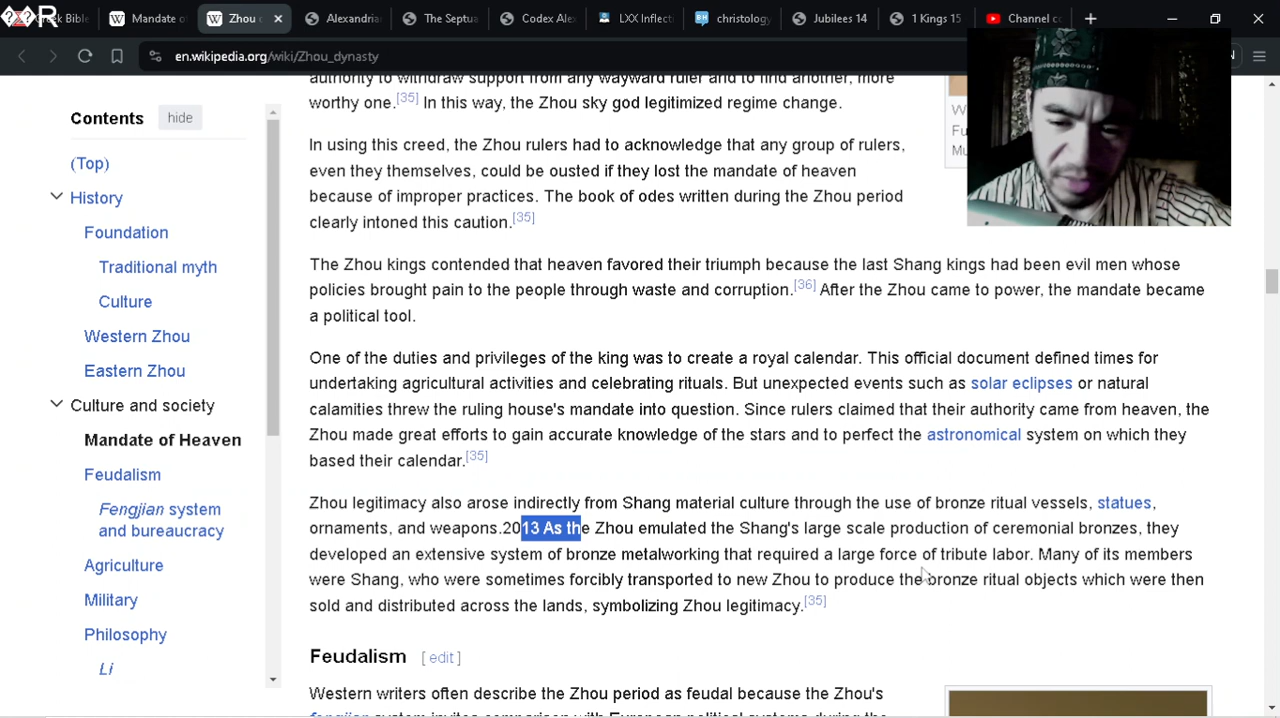 R
Greek Bible
Mandate of
Zhou d
Alexandri
The Septu
Codex Ale
LXX Inflect
Christology
Jubilees 14
1 Kings 15
Channel co
en.wikipedia.org/wiki/Zhou_dynasty
Contents
hide
(Top)
History
Foundation
Traditional myth
Culture
Western Zhou
Eastern Zhou
Culture and society
Mandate of Heaven
Feudalism
Fengjian system
and bureaucracy
Agriculture
Military
Philosophy
Li
withdraw support from any wayward ruler and to find another, more
worthy one.[35] In this way, the Zhou sky god legitimized regime change.
In using this creed, the Zhou rulers had to acknowledge that any group of rulers,
even they themselves, could be ousted if they lost the mandate of heaven
because of improper practices. The book of odes written during the Zhou period
clearly intoned this caution.[35]
The Zhou kings contended that heaven favored their triumph because the last Shang kings had been evil men whose
policies brought pain to the people through waste and corruption.[36] After the Zhou came to power, the mandate became
a political tool.
One of the duties and privileges of the king was to create a royal calendar. This official document defined times for
undertaking agricultural activities and celebrating rituals. But unexpected events such as solar eclipses or natural
calamities threw the ruling house's mandate into question. Since rulers claimed that their authority came from heaven, the
Zhou made great efforts to gain accurate knowledge of the stars and to perfect the astronomical system on which they
based their calendar.[35]
Zhou legitimacy also arose indirectly from Shang material culture through the use of bronze ritual vessels, statues,
ornaments, and weapons.2013 As the Zhou emulated the Shang's large scale production of ceremonial bronzes, they
developed an extensive system of bronze metalworking that required a large force of tribute labor. Many of its members
were Shang, who were sometimes forcibly transported to new Zhou to produce the bronze ritual objects which were then
sold and distributed across the lands, symbolizing Zhou legitimacy.[35]
Feudalism [ edit ]
Western writers often describe the Zhou period as feudal because the Zhou's
fengjian system invites comparison with European political systems during the